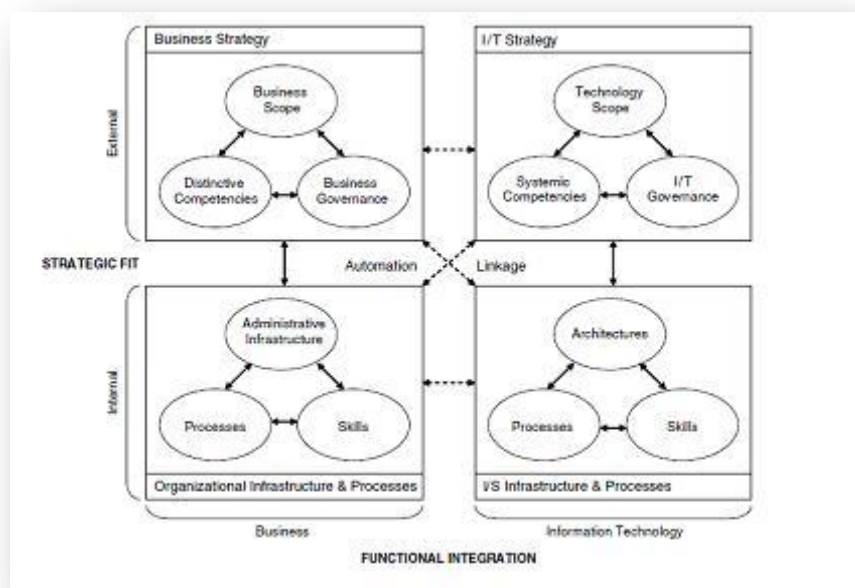 Business Strategy
I/T Strategy
Business
Scope
Technology
Scope
External
Distinctive
Competencies
Business
Governance
Systemic
Competencies
I/T
Governance
STRATEGIC FIT
Automation
Linkage
Administrative
Infrastructure
Architectures
Internal
Processes
Skills
Processes
Skills
Organizational Infrastructure & Processes
I/S Infrastructure & Processes
Business
Information Technology
FUNCTIONAL INTEGRATION